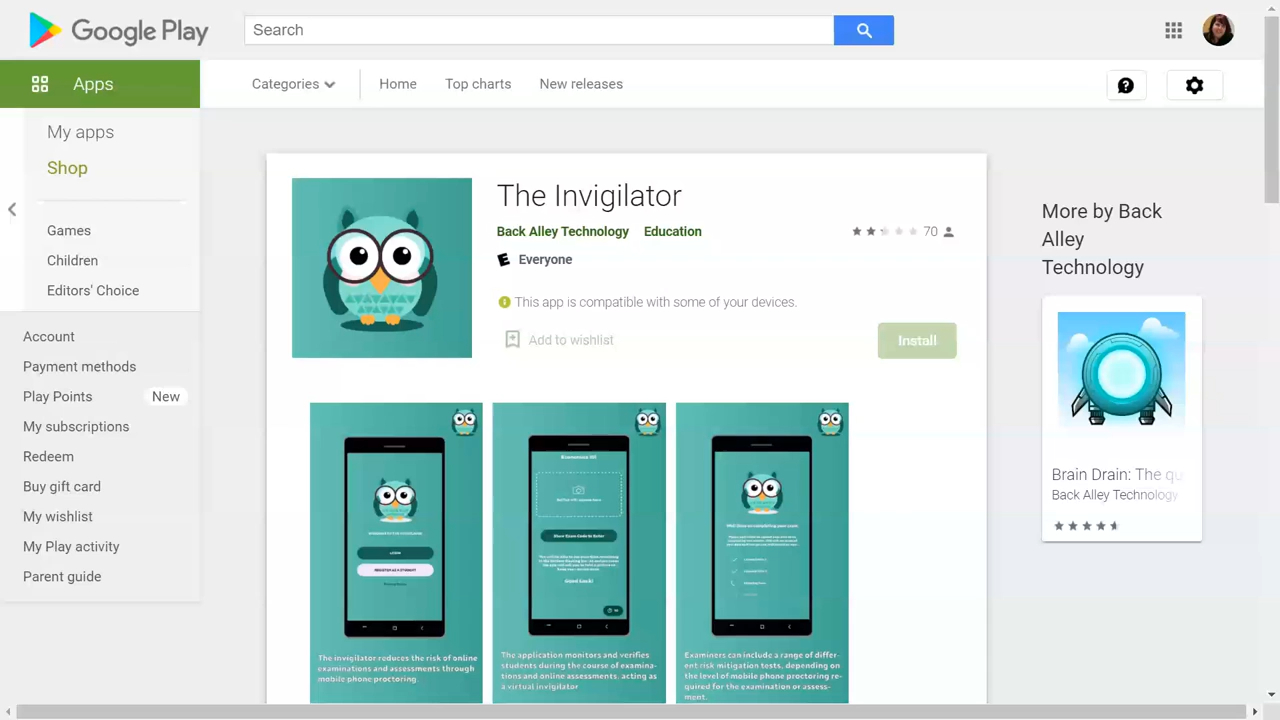 Google Play
Search
Apps
Categories
Home
Top charts
New releases
My apps
Shop
Games
Children
Editors' Choice
Account
Payment methods
Play Points
New
My subscriptions
Redeem
Buy gift card
My wishlist
My Play activity
Parent guide
The Invigilator
Back Alley Technology
Education
70
E
Everyone
This app is compatible with some of your devices.
Add to wishlist
Install
The invigilator reduces the risk of online
examinations and assessments through
mobile phone proctoring.
The application monitors and verifies
students during the course of examina-
tions and online assessments, acting as
a virtual invigilator
Good Luck!
Examiners can include a range of differ-
ent risk mitigation tests, depending on
the level of mobile phone proctoring re-
quired for the examination or assess-
ment.
More by Back
Alley
Technology
Brain Drain: The qu
Back Alley Technology